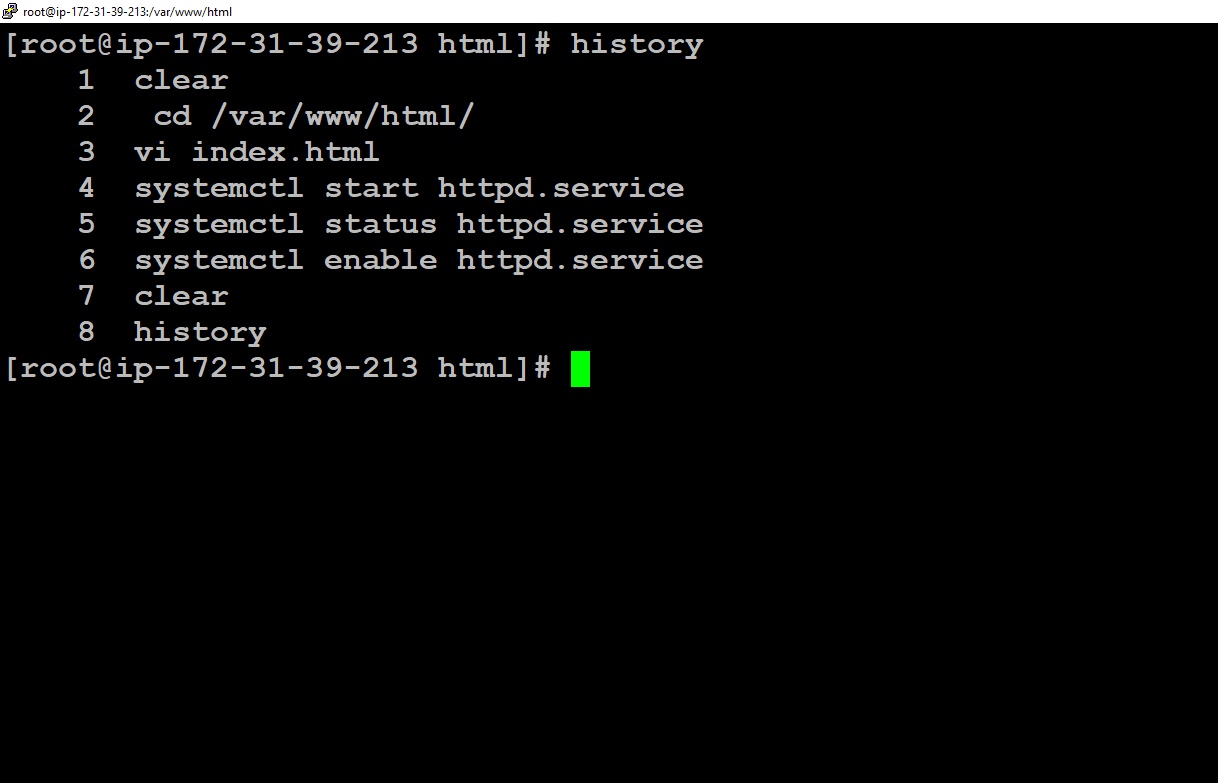 root@ip-172-31-39-213:/var/www/html
[root@ip-172-31-39-213 html]# history
    1  clear
    2   cd /var/www/html/
    3  vi index.html
    4  systemctl start httpd.service
    5  systemctl status httpd.service
    6  systemctl enable httpd.service
    7  clear
    8  history
[root@ip-172-31-39-213 html]#